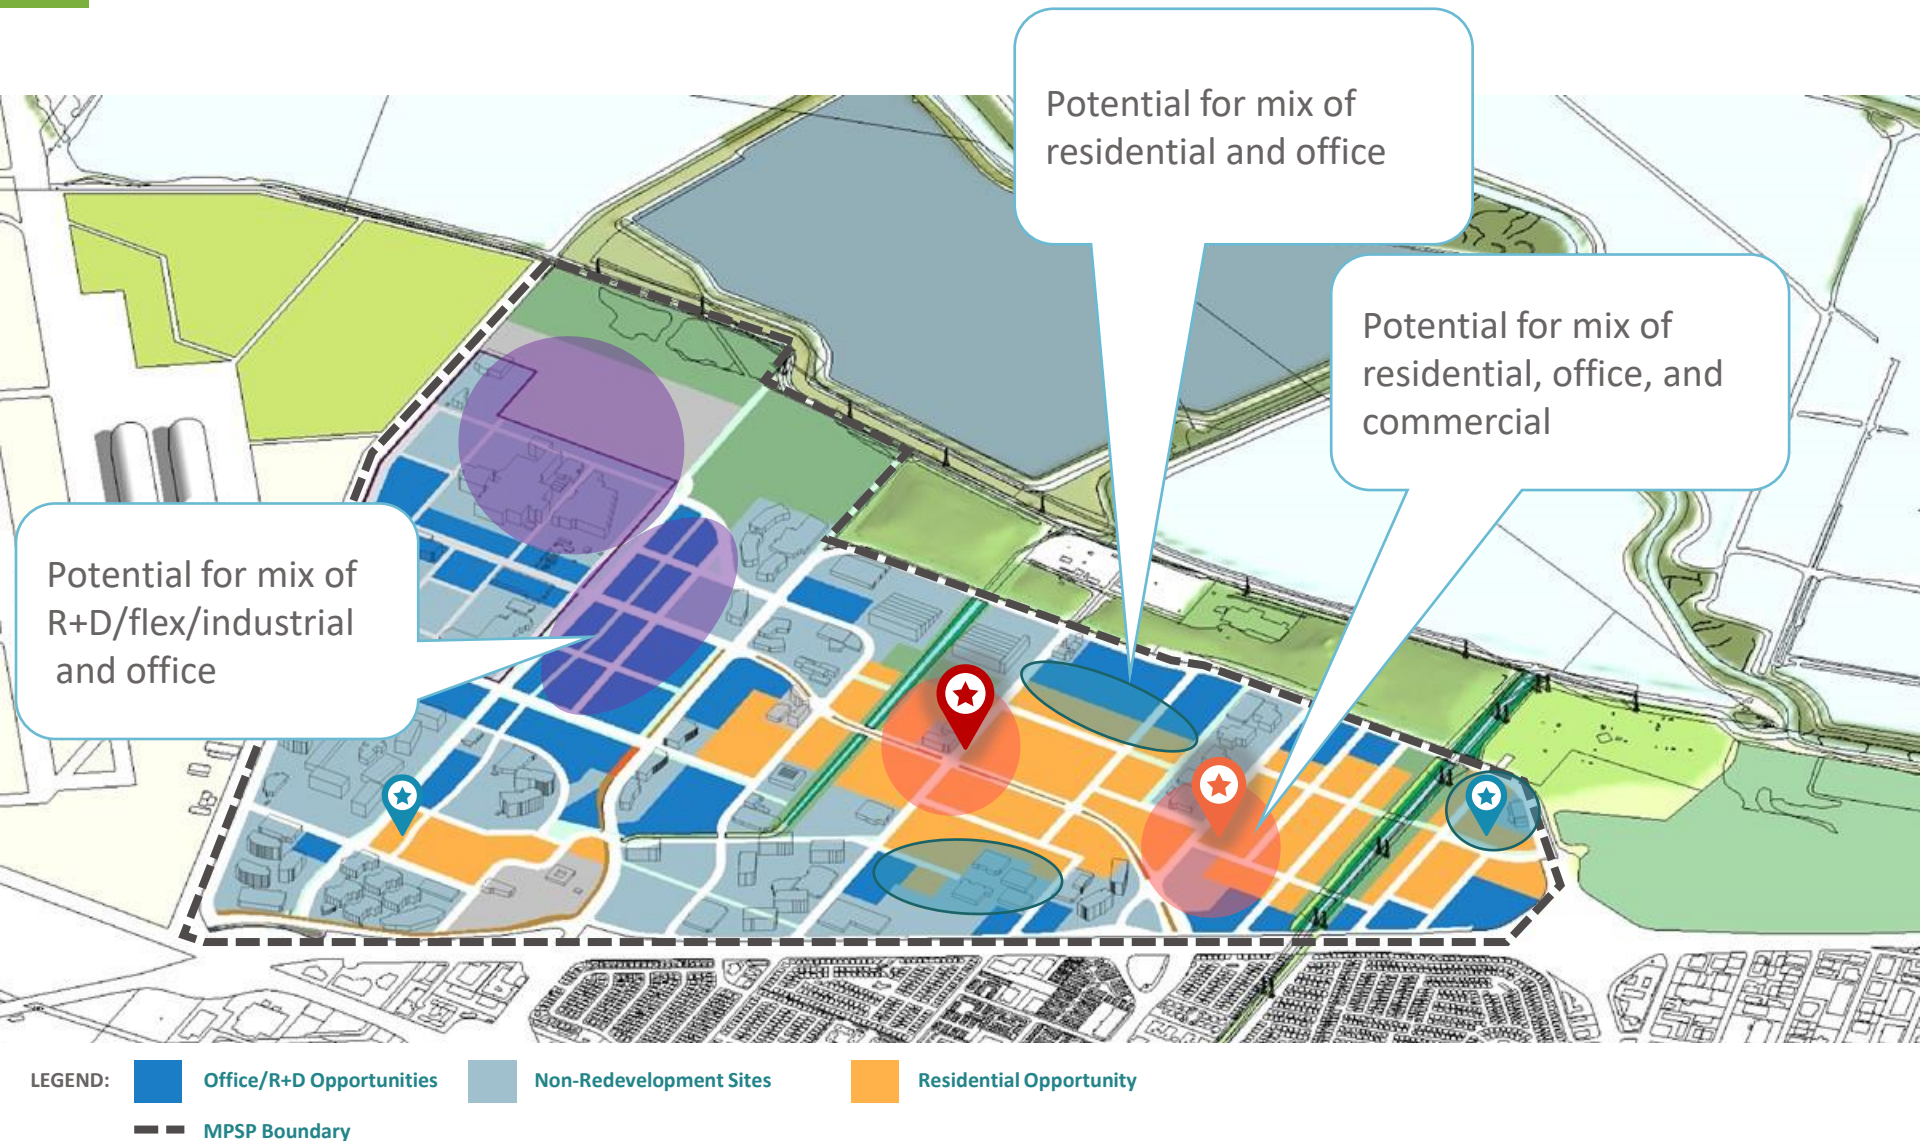 Potential for mix of
residential and office
Potential for mix of
residential, office, and
commercial
Potential for mix of
R+D/flex/industrial
and office
LEGEND:
Office/R+D Opportunities
Non-Redevelopment Sites
Residential Opportunity
MPSP Boundary